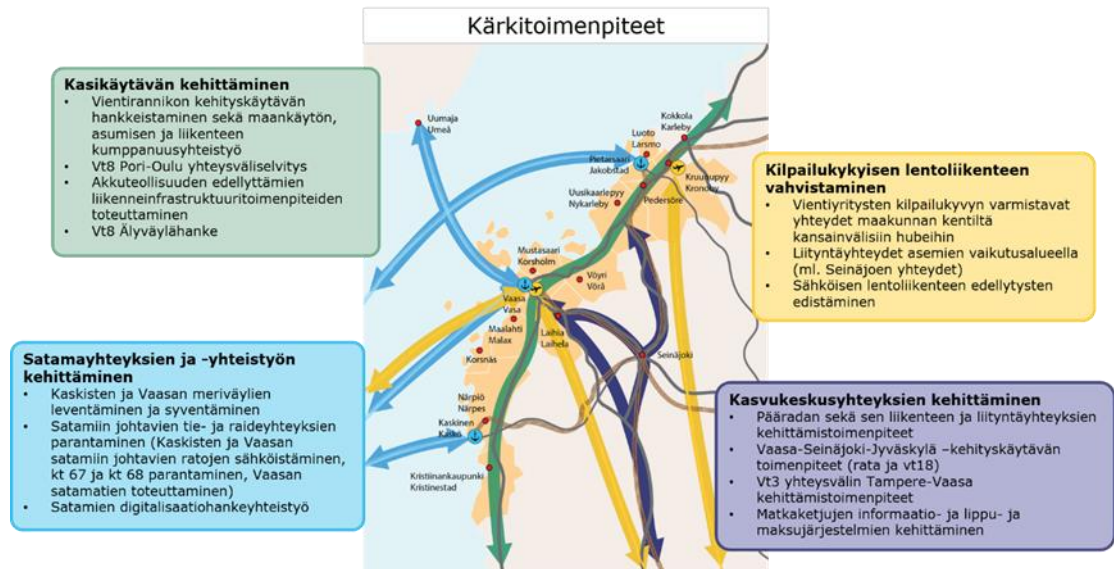 Kärkitoimenpiteet
Kasikäytävän kehittäminen
• Vientirannikon kehityskäytävän
hankkeistaminen sekä maankäytön,
asumisen ja liikenteen
kumppanuusyhteistyö
• Vt8 Pori-Oulu yhteysväliselvitys
• Akkuteollisuuden edellyttämien
liikenneinfrastruktuuritoimenpiteiden
toteuttaminen
• Vt8 Älyväylähanke
Satamayhteyksien ja -yhteistyön
kehittäminen
• Kaskisten ja Vaasan meriväylien
leventäminen ja syventäminen
• Satamiin johtavien tie- ja raideyhteyksien
parantaminen (Kaskisten ja Vaasan
satamiin johtavien ratojen sähköistäminen,
kt 67 ja kt 68 parantaminen, Vaasan
satamatien toteuttaminen)
• Satamien digitalisaatiohankeyhteistyö
Uumaja
Umeå
Kokkola
Karleby
Luoto
Larsmo
Pietarsaari
Jakobstad
Kruunupyy
Kronoby
Uusikaarlepyy
Nykarleby
Pedersöre
Mustasaari
Korsholm
Vöyri
Vörå
Vaasa
Vasa
Maalahti
Malax
Laihia
Laihela
Korsnäs
Seinäjoki
Närpiö
Närpes
Kaskinen
Kaskö
Kristiinankaupunki
Kristinestad
Kilpailukykyisen lentoliikenteen
vahvistaminen
• Vientiyritysten kilpailukyvyn varmistavat
yhteydet maakunnan kentiltä
kansainvälisiin hubeihin
• Liityntäyhteydet asemien vaikutusalueella
(ml. Seinäjoen yhteydet)
• Sähköisen lentoliikenteen edellytysten
edistäminen
Kasvukeskusyhteyksien kehittäminen
• Pääradan sekä sen liikenteen ja liityntäyhteyksien
kehittämistoimenpiteet
• Vaasa-Seinäjoki-Jyväskylä –kehityskäytävän
toimenpiteet (rata ja vt18)
• Vt3 yhteysvälin Tampere-Vaasa
kehittämistoimenpiteet
• Matkaketjujen informaatio- ja lippu- ja
maksujärjestelmien kehittäminen